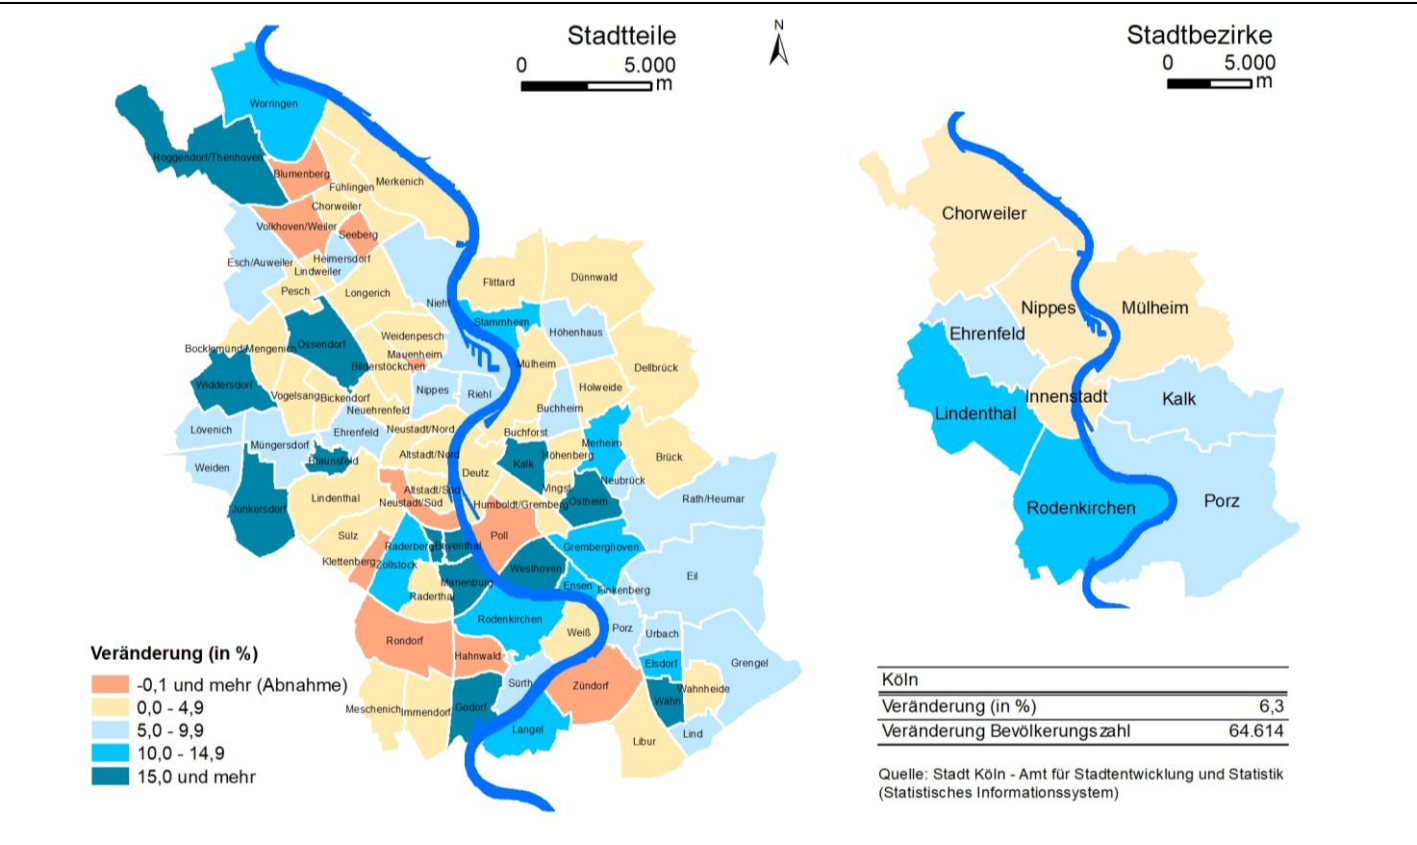 Stadtteile
0 5.000
m
N
Stadtbezirke
0 5.000
m
Worringen
Roggendorf/Thenhoven
Blumenberg
Fühlingen
Merkenich
Chorweiler
Volkhoven/Weiler
Seeberg
Esch/Auweiler
Heimersdorf
Lindweiler
Pesch
Longerich
Niehl
Flittard
Dünnwald
Stammheim
Höhenhaus
Weidenpesch
Bocklemünd/Mengenich
Ossendorf
Mauenheim
Bilderstöckchen
Mülheim
Dellbrück
Widdersdorf
Vogelsang
Bickendorf
Nippes
Riehl
Holweide
Neuehrenfeld
Buchheim
Lövenich
Ehrenfeld
Neustadt/Nord
Buchforst
Müngersdorf
Merheim
Altstadt/Nord
Höhenberg
Brück
Braunsfeld
Kalk
Weiden
Deutz
Neubrück
Vingst
Altstadt/Süd
Lindenthal
Neustadt/Süd
Humboldt/Gremberg
Ostheim
Rath/Heumar
Junkersdorf
Sülz
Poll
Raderberg
Bayenthal
Gremberghoven
Klettenberg
Zollstock
Westhoven
Eil
Marienburg
Ensen
Finkenberg
Raderthal
Rodenkirchen
Weiß
Porz
Urbach
Rondorf
Hahnwald
Elsdorf
Grengel
Sürth
Zündorf
Wahn
Wahnheide
Meschenich
Immendorf
Godorf
Langel
Libur
Lind
Chorweiler
Nippes
Mülheim
Ehrenfeld
Innenstadt
Kalk
Lindenthal
Rodenkirchen
Porz
Veränderung (in %)
-0,1 und mehr (Abnahme)
0,0 - 4,9
5,0 - 9,9
10,0 - 14,9
15,0 und mehr
Köln
Veränderung (in %) 6,3
Veränderung Bevölkerungszahl 64.614
Quelle: Stadt Köln - Amt für Stadtentwicklung und Statistik
(Statistisches Informationssystem)